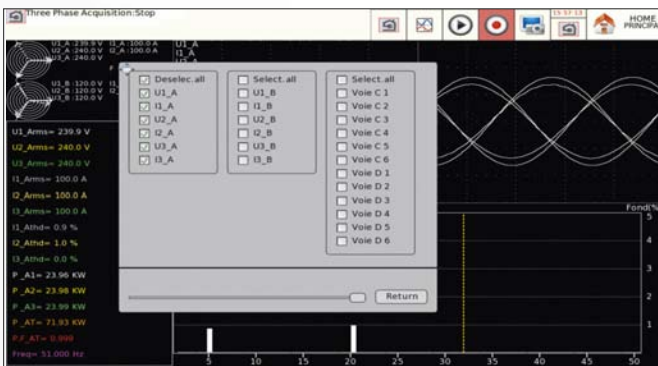 Three Phase Acquisition:Stop
15:57:13
HOME
PRINCIPA
U1_A :239.9 V I1_A :100.0 A
U2_A :240.0 V I2_A :100.0 A
U3_A :240.0 V
U1_A
I1_A
U1_B :120.0 V
U2_B :120.0 V
U3_B :120.0 V
Deselec.all
U1_A
I1_A
U2_A
I2_A
U3_A
I3_A
Select.all
U1_B
I1_B
U2_B
I2_B
U3_B
I3_B
Select.all
Voie C 1
Voie C 2
Voie C 3
Voie C 4
Voie C 5
Voie C 6
Voie D 1
Voie D 2
Voie D 3
Voie D 4
Voie D 5
Voie D 6
Return
U1_Arms= 239.9 V
U2_Arms= 240.0 V
U3_Arms= 240.0 V
I1_Arms= 100.0 A
I2_Arms= 100.0 A
I3_Arms= 100.0 A
I1_Athd= 0.9 %
I2_Athd= 1.0 %
I3_Athd= 0.0 %
P _A1= 23.96 KW
P _A2= 23.98 KW
P _A3= 23.99 KW
P _AT= 71.93 KW
P.F_AT= 0.999
Freq= 51.000 Hz
Fond(%
5
4
3
2
1
5 10 15 20 25 30 35 40 45 50